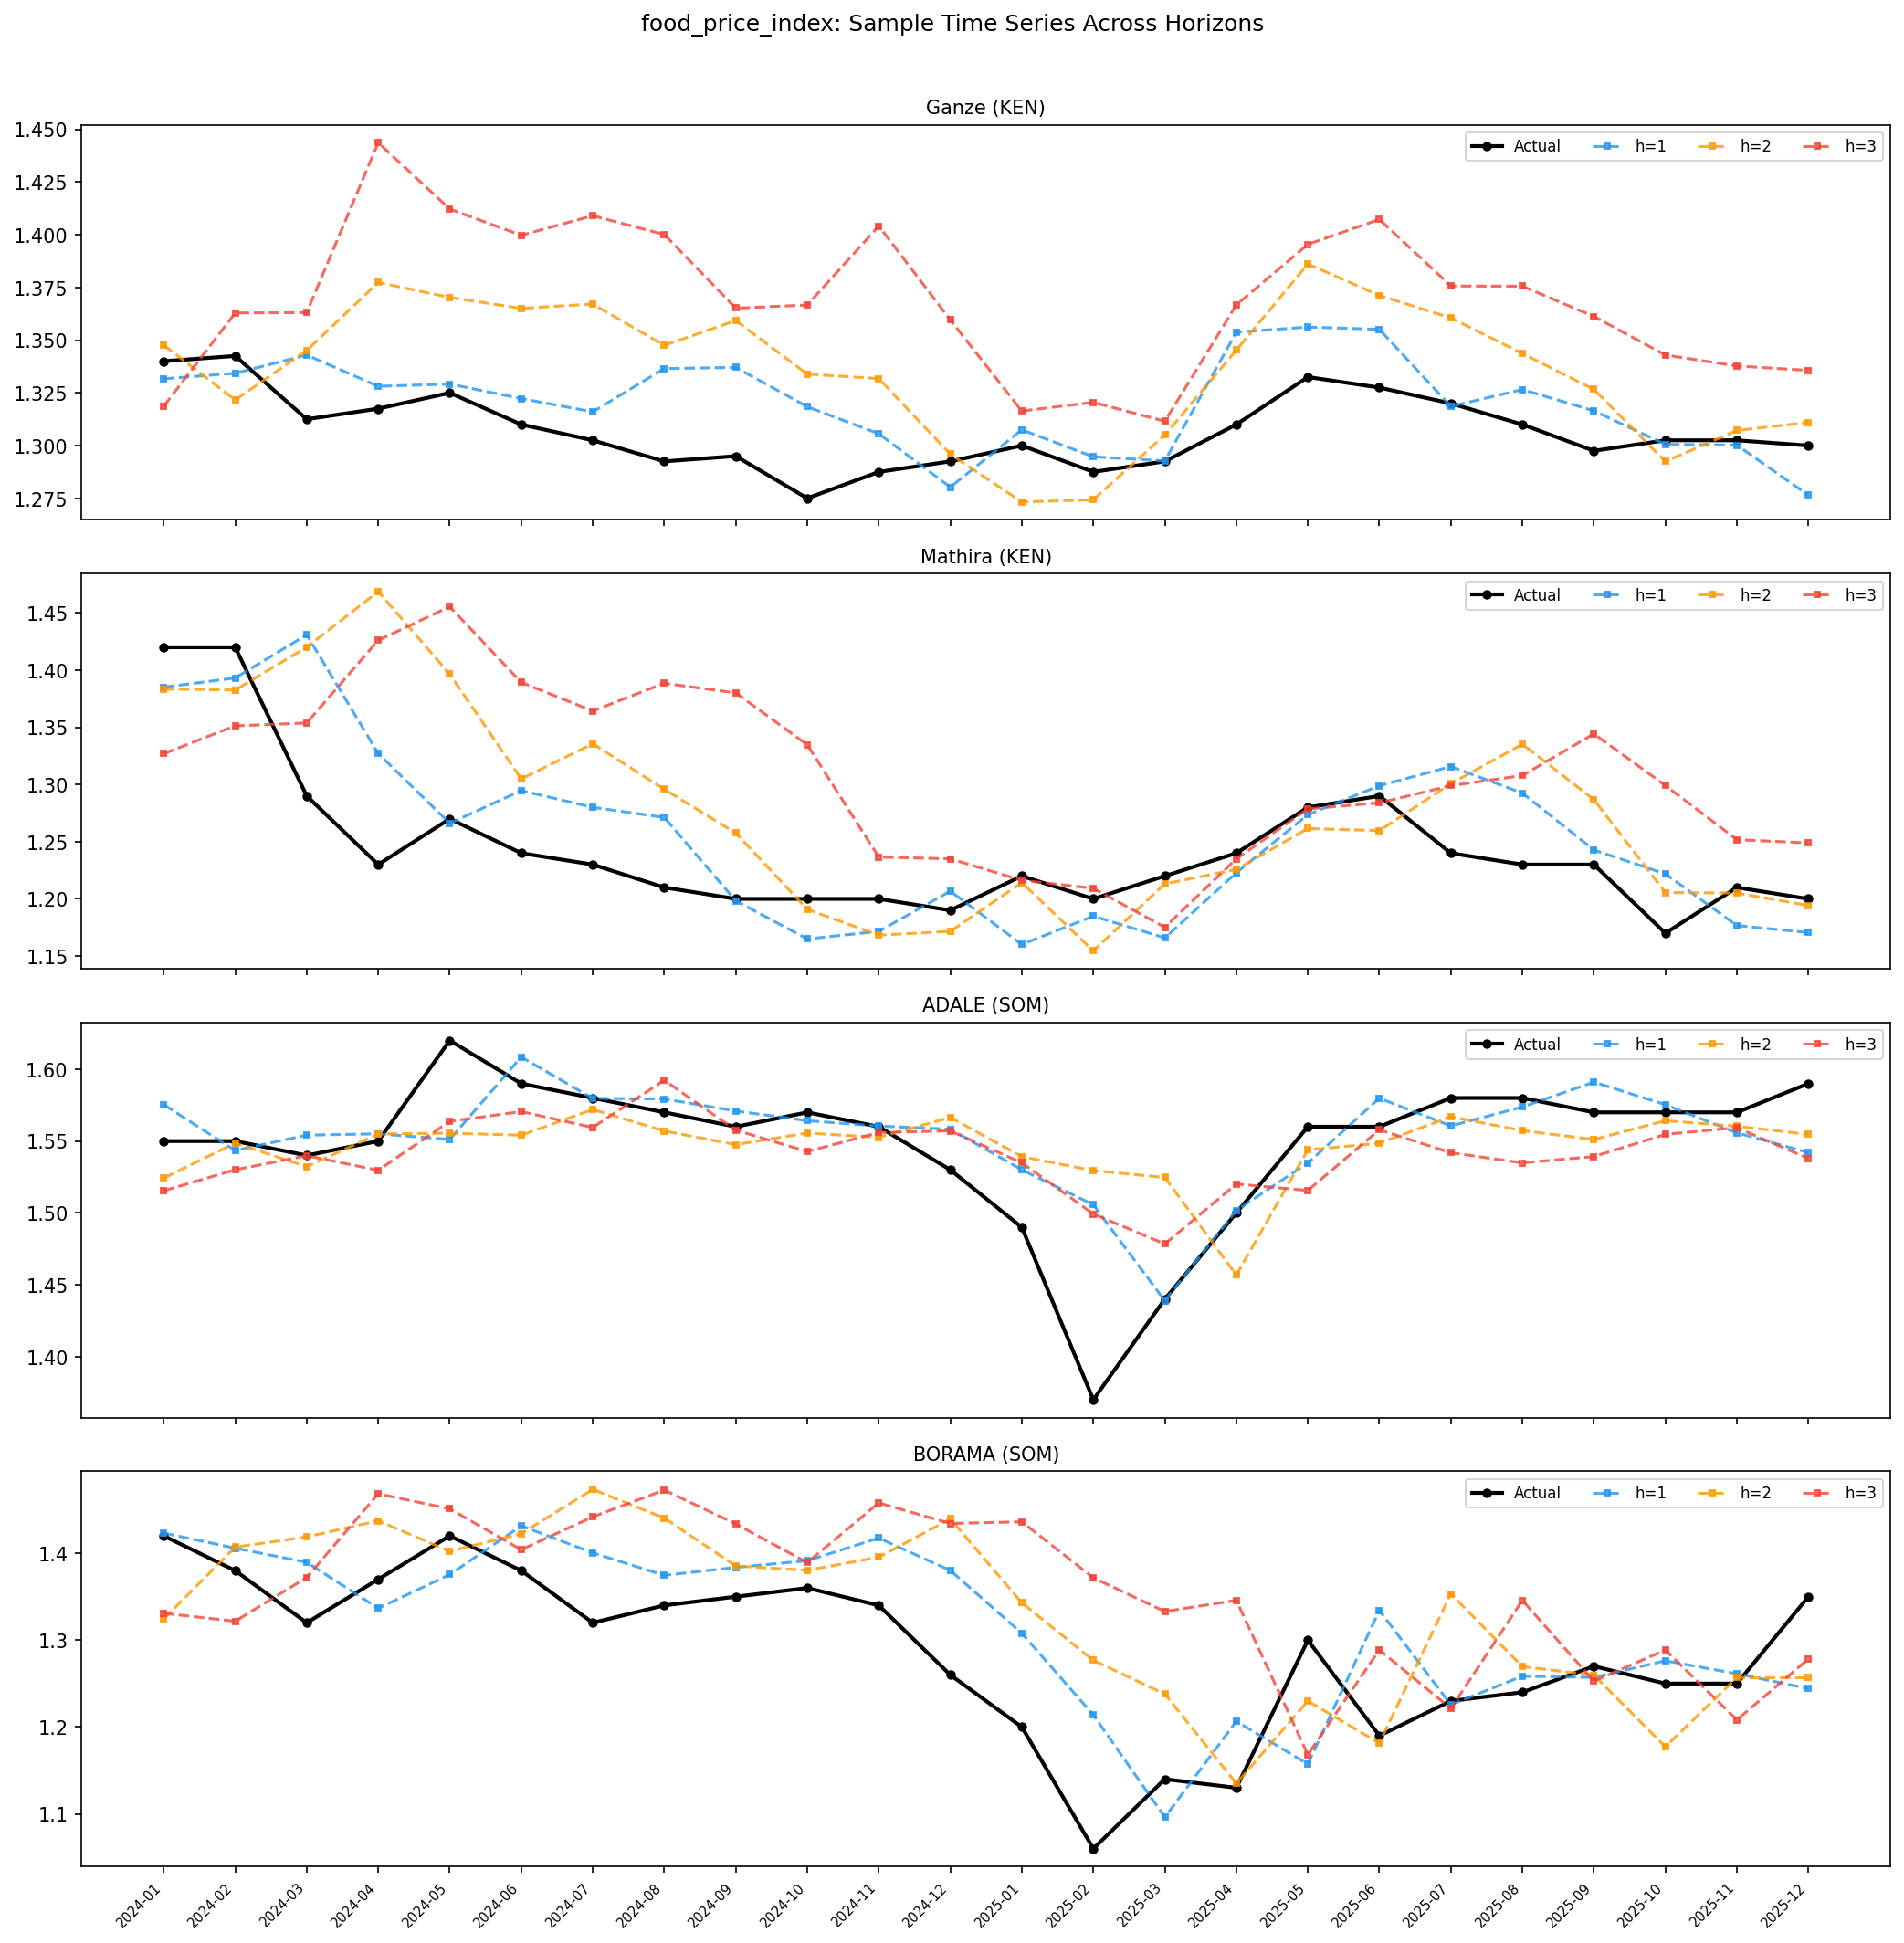 food_price_index: Sample Time Series Across Horizons
Ganze (KEN)
Actual h=1 h=2 h=3
1.450
1.425
1.400
1.375
1.350
1.325
1.300
1.275
Mathira (KEN)
Actual h=1 h=2 h=3
1.45
1.40
1.35
1.30
1.25
1.20
1.15
ADALE (SOM)
Actual h=1 h=2 h=3
1.60
1.55
1.50
1.45
1.40
BORAMA (SOM)
Actual h=1 h=2 h=3
1.4
1.3
1.2
1.1
2024-01 2024-02 2024-03 2024-04 2024-05 2024-06 2024-07 2024-08 2024-09 2024-10 2024-11 2024-12 2025-01 2025-02 2025-03 2025-04 2025-05 2025-06 2025-07 2025-08 2025-09 2025-10 2025-11 2025-12